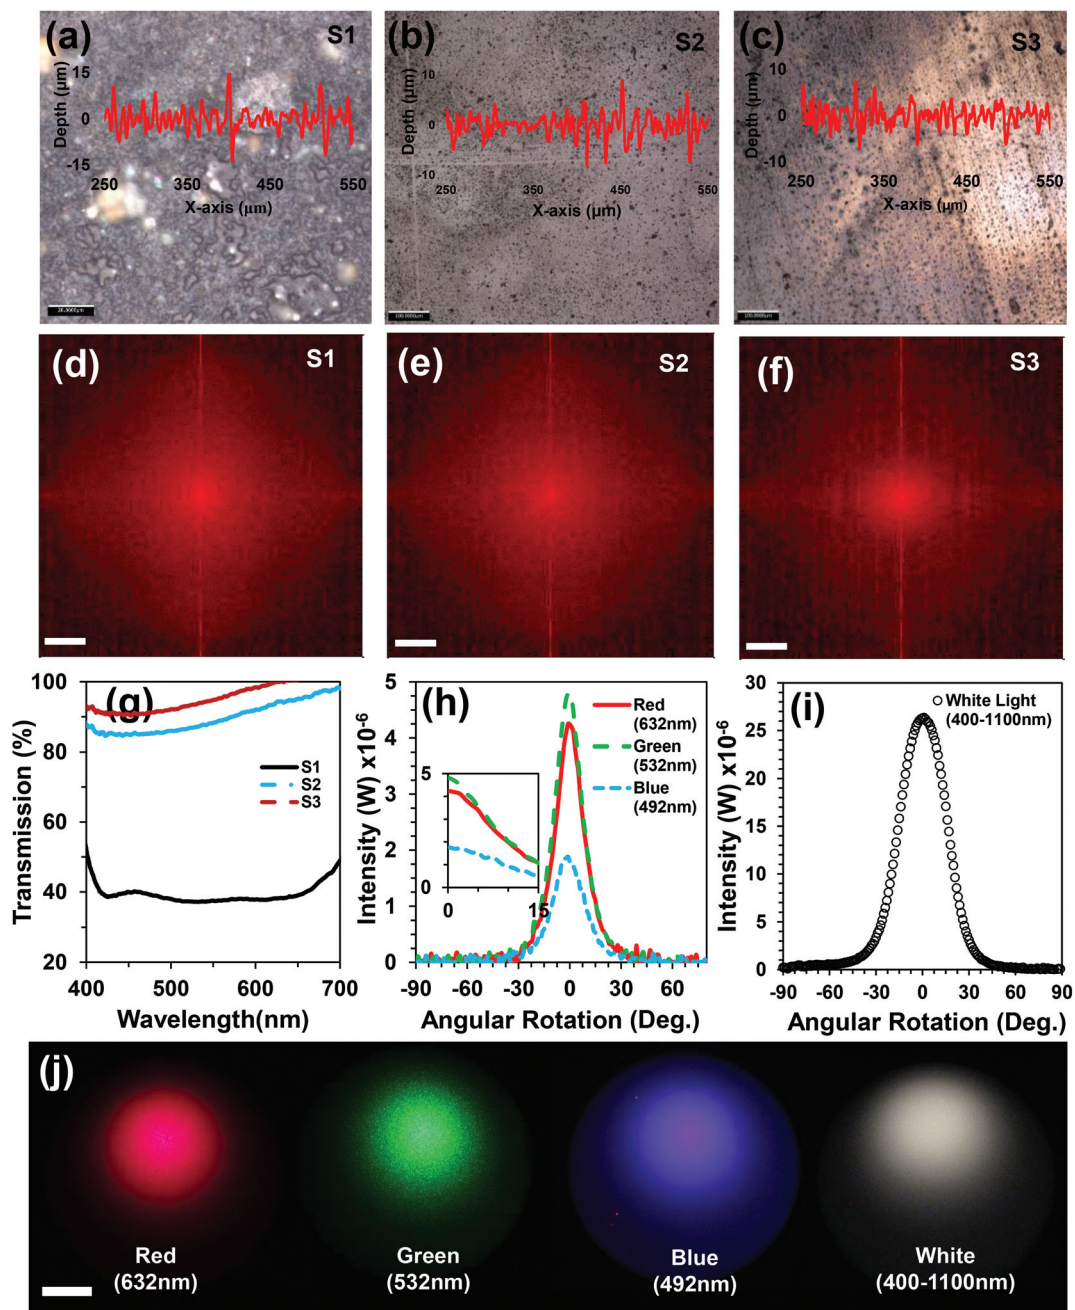 (a) S1
Depth (µm)
15
0
-15
250 350 450 550
X-axis (µm)
(b) S2
Depth (µm)
10
0
-10
250 350 450 550
X-axis (µm)
100.0000µm
(c) S3
Depth (µm)
10
0
-10
250 350 450 550
X-axis (µm)
100.0000µm
(d) S1
(e) S2
(f) S3
(g)
Transmission (%)
100
80
60
40
20
S1
S2
S3
400 500 600 700
Wavelength(nm)
(h)
Intensity (W) x10-6
5
4
3
2
1
0
Red
(632nm)
Green
(532nm)
Blue
(492nm)
5
0
0 15
-90 -60 -30 0 30 60
Angular Rotation (Deg.)
(i)
Intensity (W) x10-6
30
25
20
15
10
5
0
White Light
(400-1100nm)
-90 -60 -30 0 30 60 90
Angular Rotation (Deg.)
(j)
Red
(632nm)
Green
(532nm)
Blue
(492nm)
White
(400-1100nm)